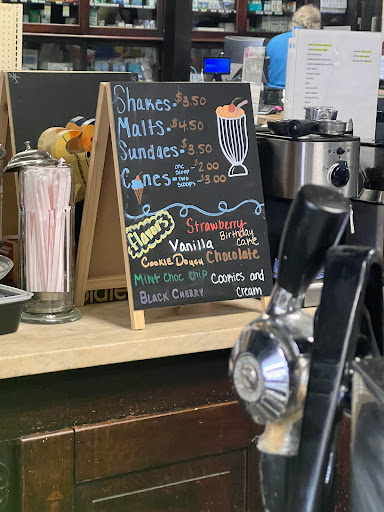 Shakes-$3.50
Malts-$4.50
Sundaes-$3.50
Cones-one scoop-$2.00
=two scoops-$3.00
Flavors
Strawberry
Vanilla Birthday Cake
Cookie Dough Chocolate
Mint Choc chip Cookies and Cream
Black Cherry